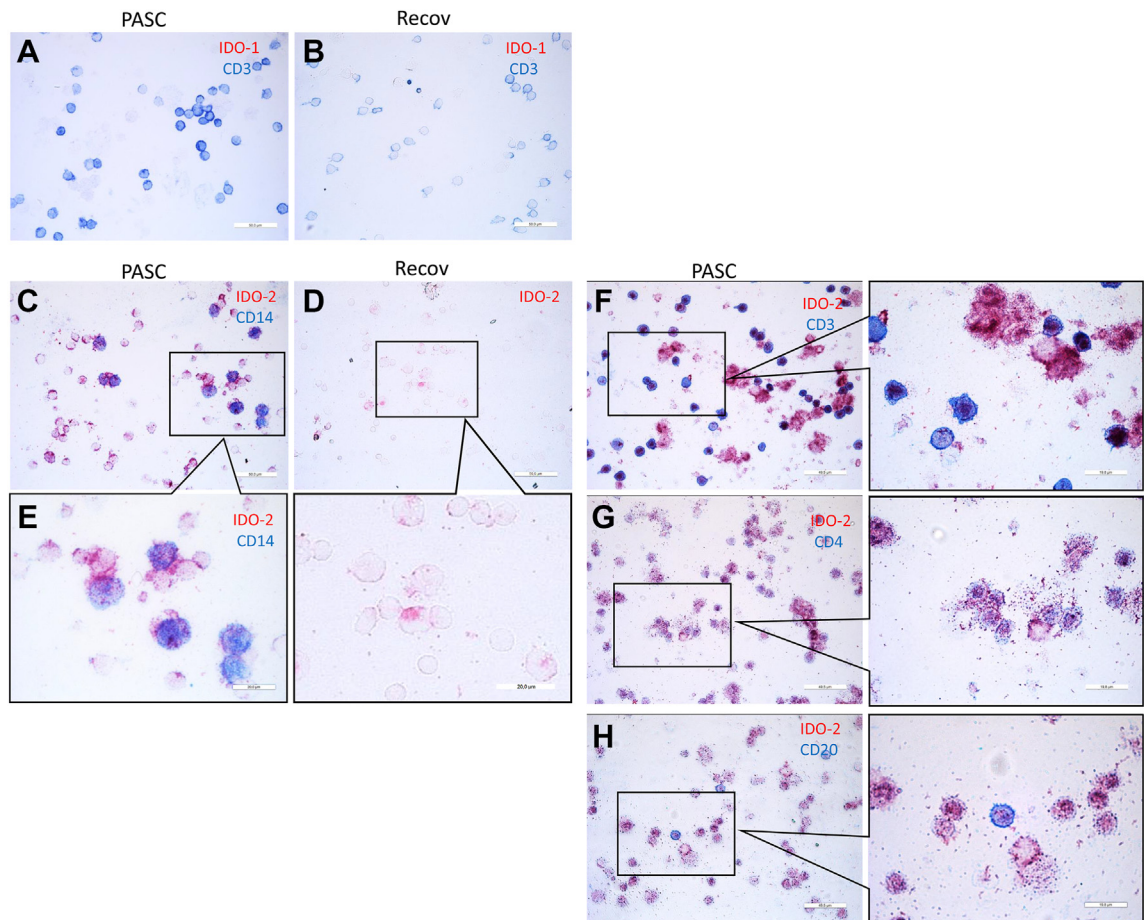 PASC
Recov
A
IDO-1
CD3
B
IDO-1
CD3
PASC
Recov
PASC
C
IDO-2
CD14
D
IDO-2
F
IDO-2
CD3
E
IDO-2
CD14
20.0 µm
G
IDO-2
CD4
H
IDO-2
CD20